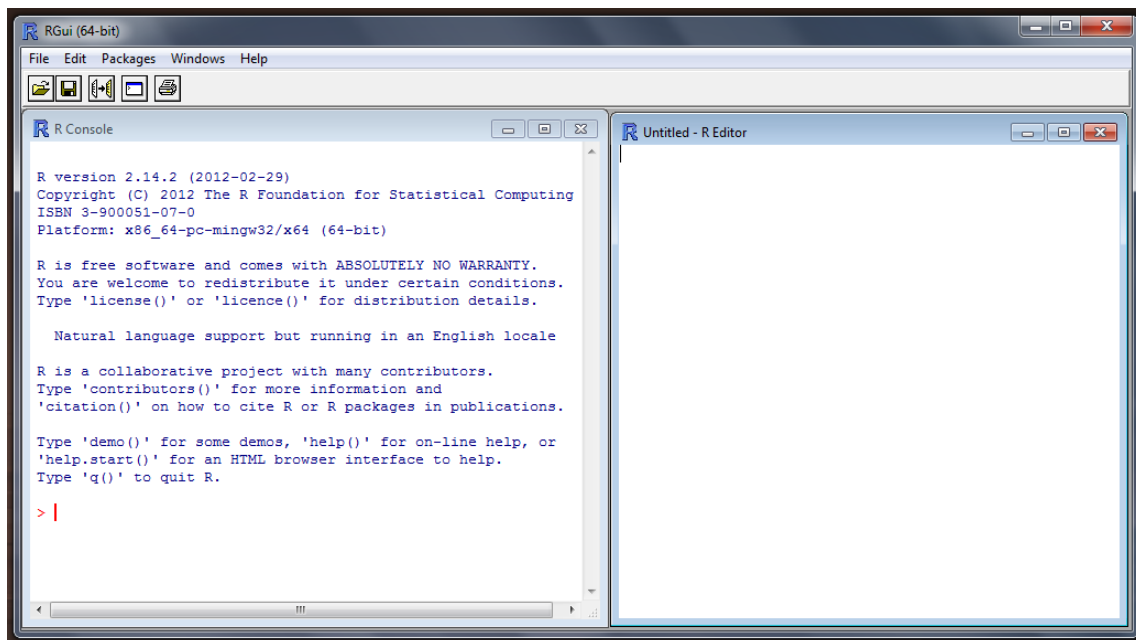 RGui (64-bit)
File Edit Packages Windows Help
R Console
R version 2.14.2 (2012-02-29)
Copyright (C) 2012 The R Foundation for Statistical Computing
ISBN 3-900051-07-0
Platform: x86_64-pc-mingw32/x64 (64-bit)
R is free software and comes with ABSOLUTELY NO WARRANTY.
You are welcome to redistribute it under certain conditions.
Type 'license()' or 'licence()' for distribution details.
Natural language support but running in an English locale
R is a collaborative project with many contributors.
Type 'contributors()' for more information and
'citation()' on how to cite R or R packages in publications.
Type 'demo()' for some demos, 'help()' for on-line help, or
'help.start()' for an HTML browser interface to help.
Type 'q()' to quit R.
>
Untitled - R Editor